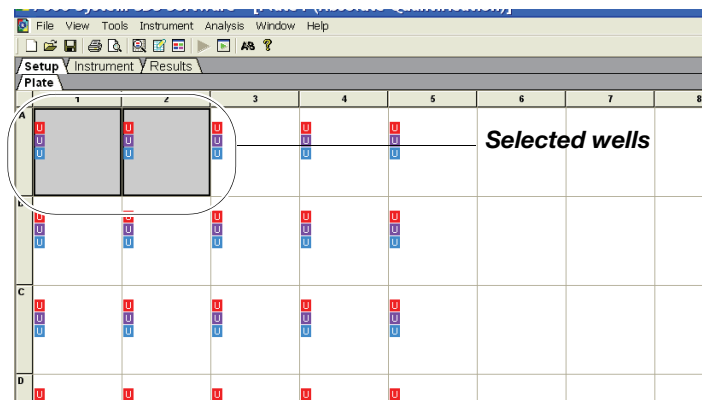 File View Tools Instrument Analysis Window Help
Setup Instrument Results
Plate
1 2 3 4 5 6 7 8
A
U U U U U
U U U U U
U U U U U
Selected wells
U U U U U
U U U U U
U U U U U
C
U U U U U
U U U U U
U U U U U
D
U U U U U